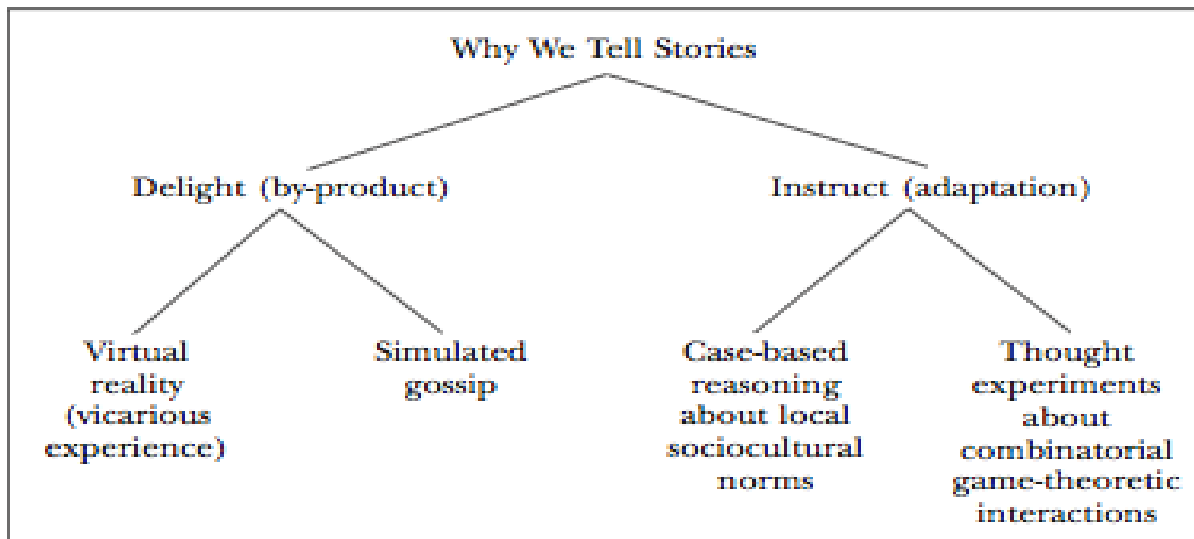 Why We Tell Stories
Delight (by-product)
Instruct (adaptation)
Virtual
reality
(vicarious
experience)
Simulated
gossip
Case-based
reasoning
about local
sociocultural
norms
Thought
experiments
about
combinatorial
game-theoretic
interactions